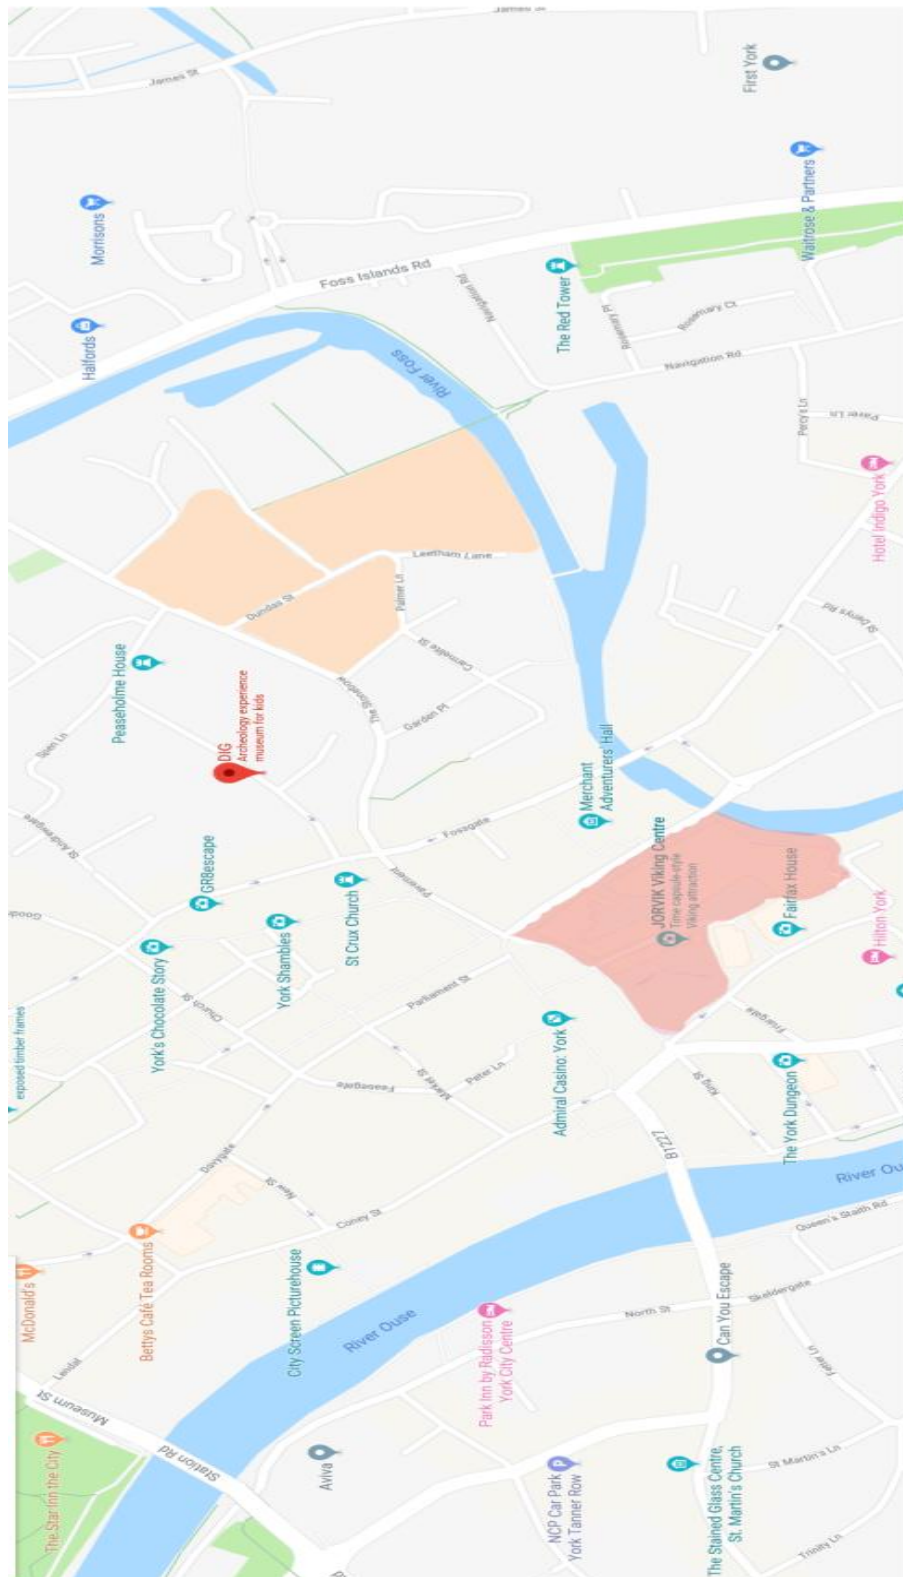 The Star Inn the City
McDonald's
exposed timber frames
Museum St
Lendal
Bettys Café Tea Rooms
Davygate
York's Chocolate Story
Goodr
St Andrewgate
Spen Ln
Peaseholme House
Halfords
Morrisons
James St
Station Rd
Church St
GR8escape
DIG
Archeology experience
museum for kids
Dundas St
New St
City Screen Picturehouse
York Shambles
Aviva
Coney St
River Ouse
Feasegate
St Crux Church
The Stonebow
Foss Islands Rd
Pavement
Parliament St
Market St
Peter Ln
Fossgate
Garden Pl
Carmelite St
Palmer Ln
Leetham Lane
River Foss
Navigation Rd
James St
Park Inn by Radisson
York City Centre
NCP Car Park
York Tanner Row
Admiral Casino: York
Merchant
Adventurers' Hall
The Red Tower
Rosemary Pl
Rosemary Ct
Navigation Rd
North St
B1227
King St
JORVIK Viking Centre
Time capsule-style
Viking attraction
The Stained Glass Centre,
St. Martin's Church
Can You Escape
Skeldergate
First York
St Martin's Ln
Trinity Ln
Fetter Ln
Queen's Staith Rd
The York Dungeon
Friargate
Fairfax House
Percy's Ln
Waitrose & Partners
River Ou
St Denys Rd
Paver Ln
Hilton York
Hotel Indigo York